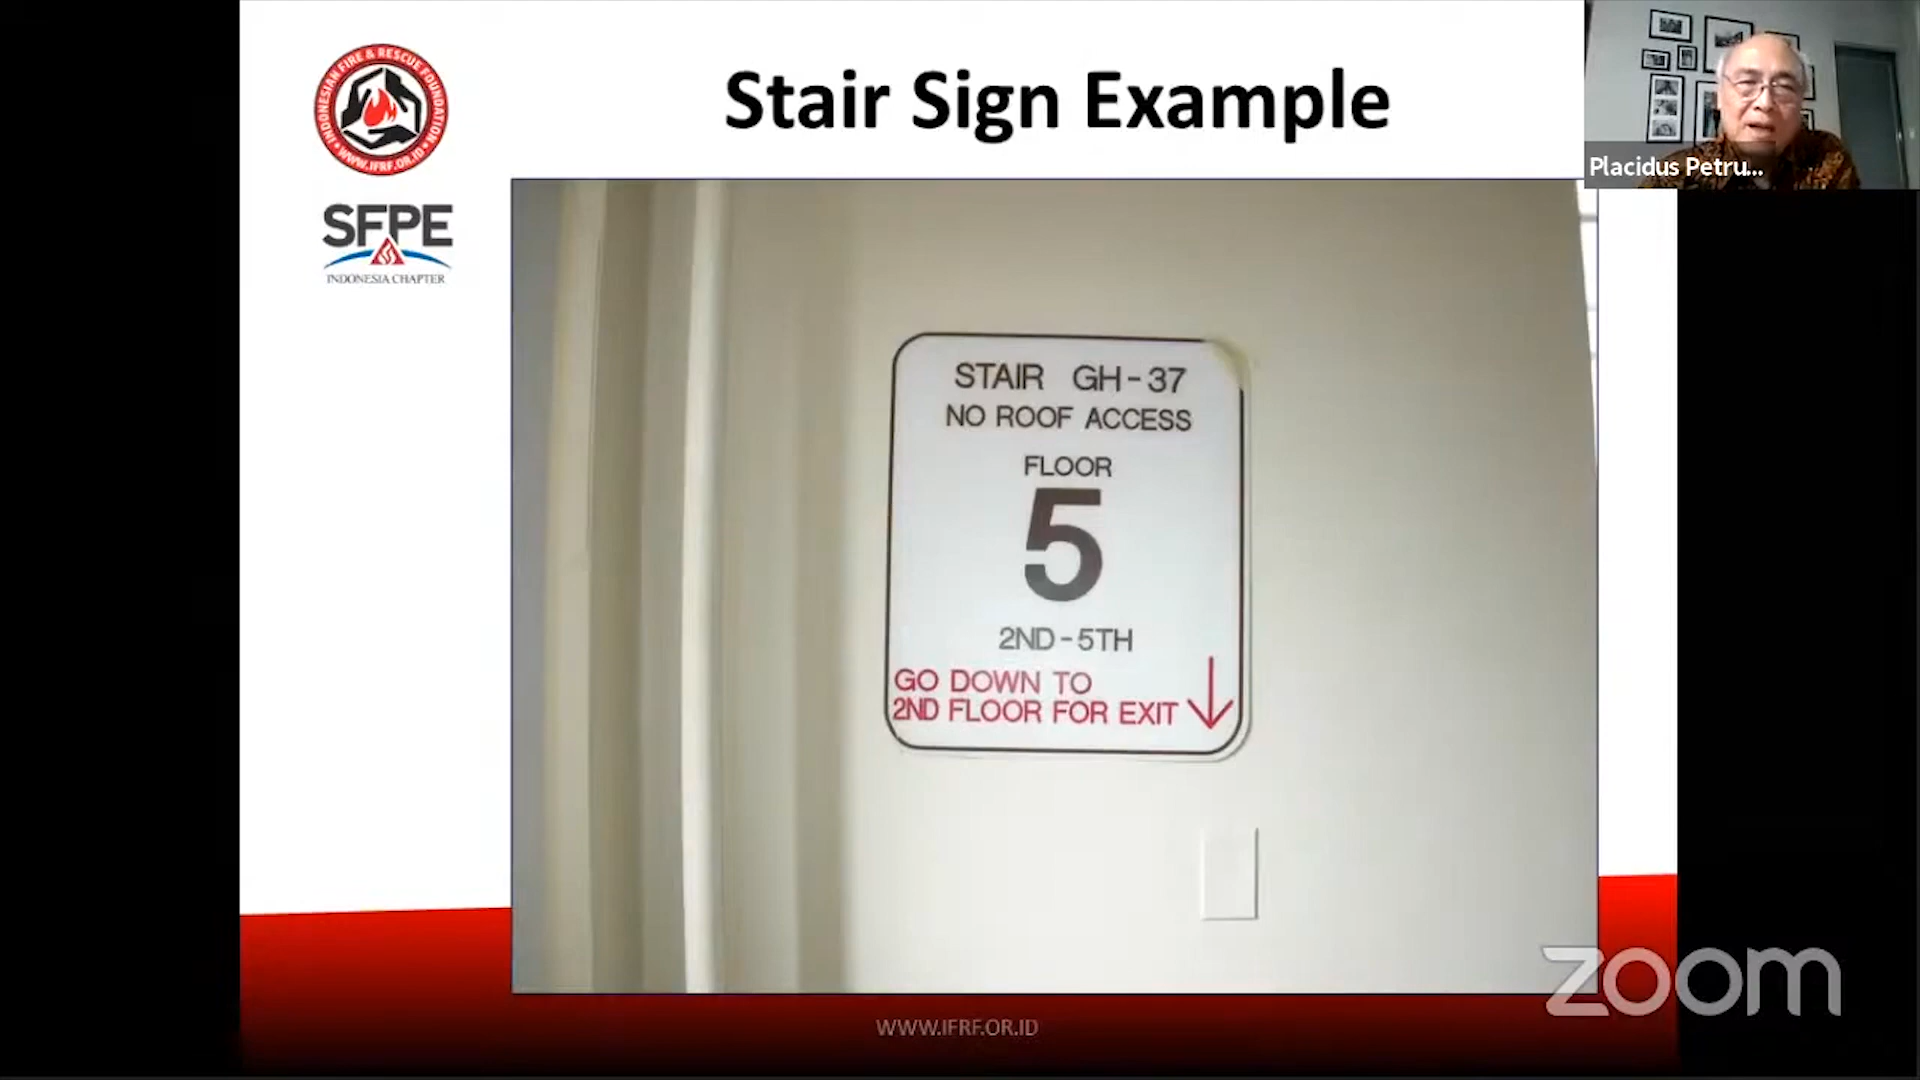 INDONESIAN FIRE & RESCUE FOUNDATION
WWW.IFRF.OR.ID
SFPE
INDONESIA CHAPTER
Stair Sign Example
Placidus Petru...
STAIR GH-37
NO ROOF ACCESS
FLOOR
5
2ND-5TH
GO DOWN TO
2ND FLOOR FOR EXIT
WWW.IFRF.OR.ID
zoom